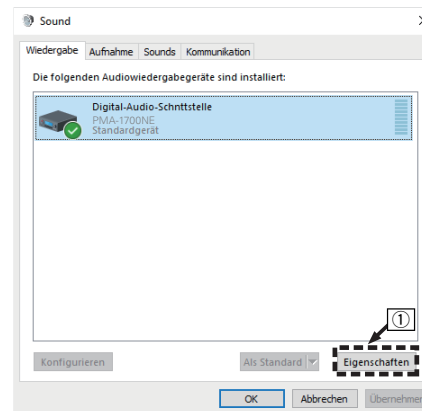 Sound
Wiedergabe Aufnahme Sounds Kommunikation
Die folgenden Audiowiedergabegeräte sind installiert:
Digital-Audio-Schnttstelle
PMA-1700NE
Standardgerät
①
Konfigurieren Als Standard Eigenschaften
OK Abbrechen Übernehmen